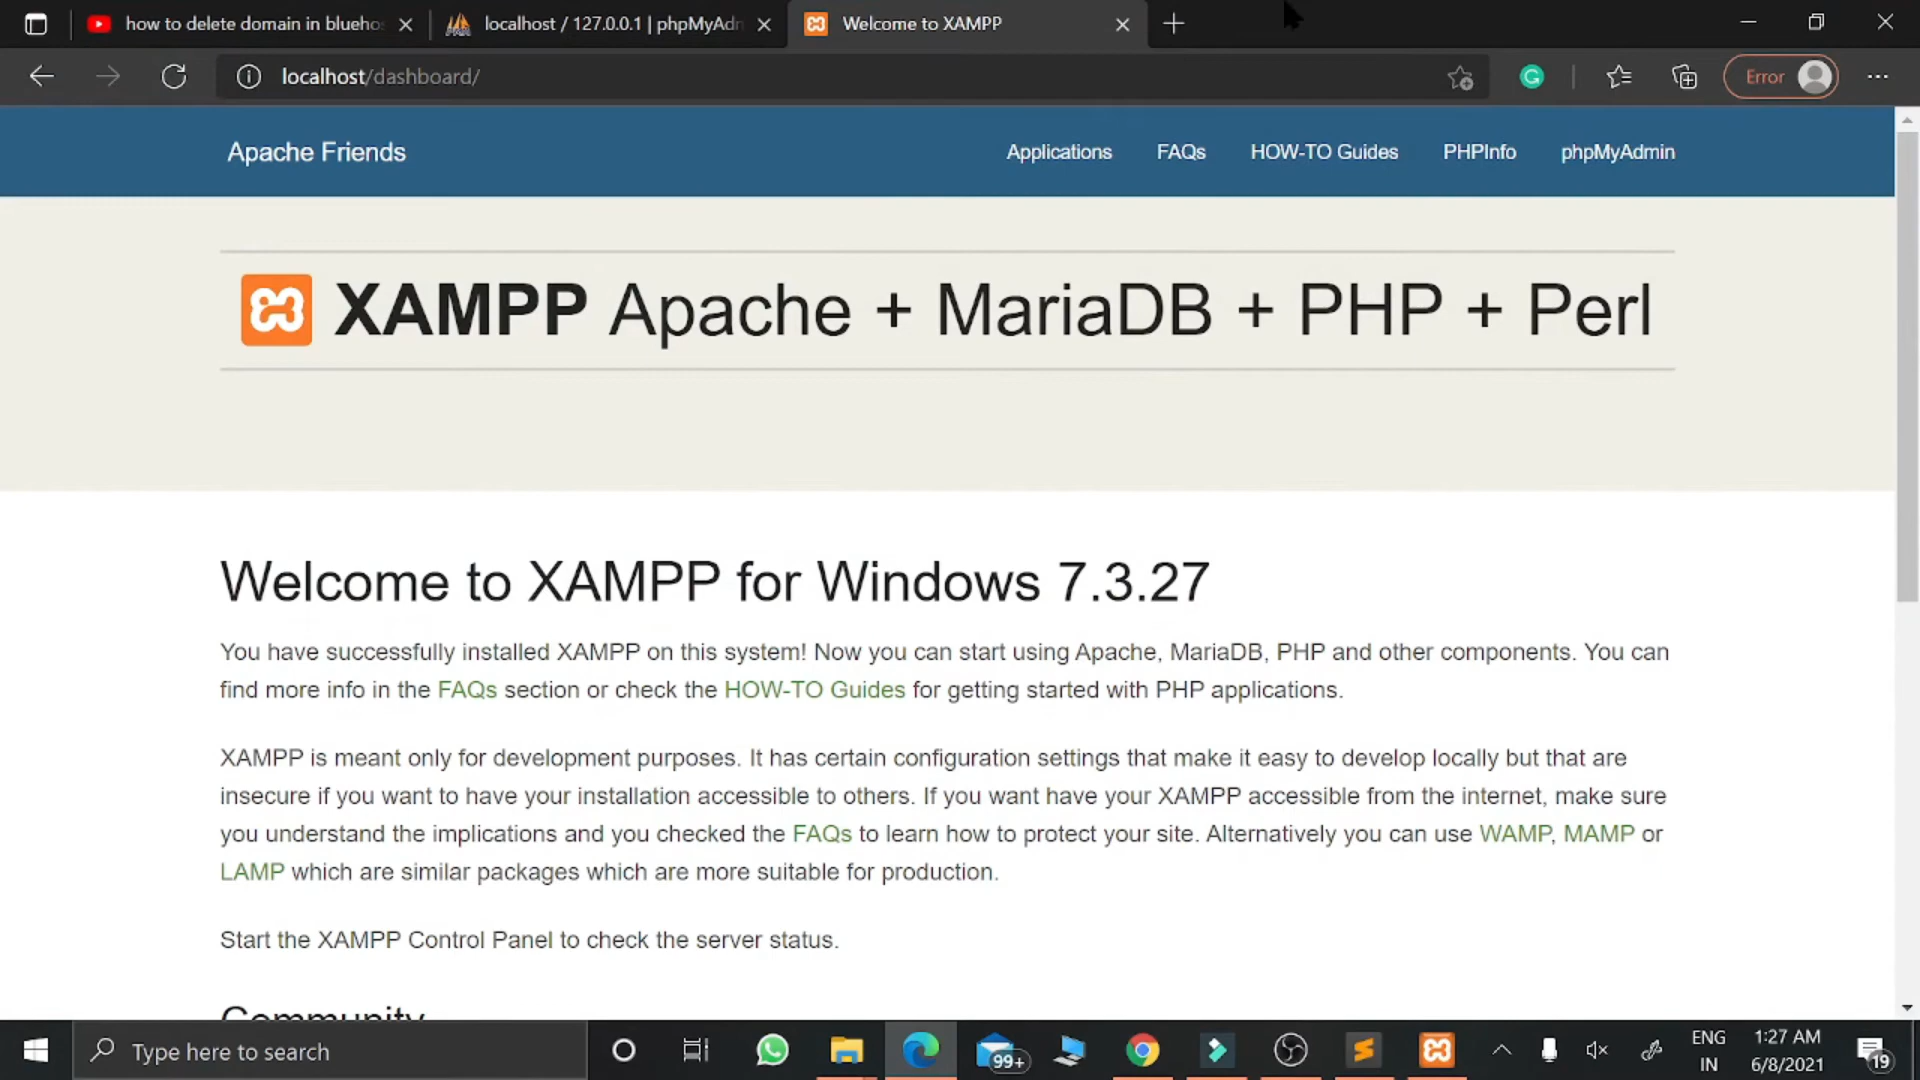 how to delete domain in blueho
localhost / 127.0.0.1 | phpMyAdn
Welcome to XAMPP
localhost/dashboard/
Error
Apache Friends
Applications
FAQs
HOW-TO Guides
PHPInfo
phpMyAdmin
XAMPP Apache + MariaDB + PHP + Perl
Welcome to XAMPP for Windows 7.3.27
You have successfully installed XAMPP on this system! Now you can start using Apache, MariaDB, PHP and other components. You can
find more info in the FAQs section or check the HOW-TO Guides for getting started with PHP applications.
XAMPP is meant only for development purposes. It has certain configuration settings that make it easy to develop locally but that are
insecure if you want to have your installation accessible to others. If you want have your XAMPP accessible from the internet, make sure
you understand the implications and you checked the FAQs to learn how to protect your site. Alternatively you can use WAMP, MAMP or
LAMP which are similar packages which are more suitable for production.
Start the XAMPP Control Panel to check the server status.
Community
Type here to search
99+
ENG
IN
1:27 AM
6/8/2021
19